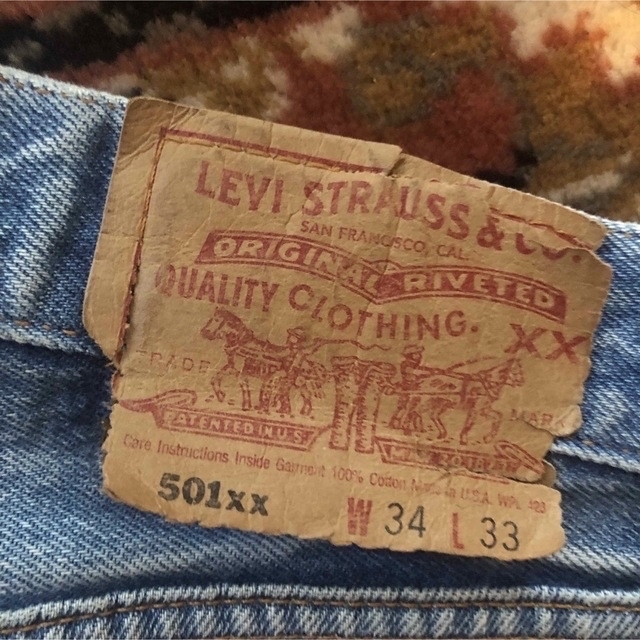 LEVI STRAUSS & CO.
SAN FRANCISCO, CAL.
ORIGINAL RIVETED
QUALITY CLOTHING.
XX
TRADE MARK
PATENTED IN U.S.
Care Instructions Inside Garment 100% Cotton Made in U.S.A. WPL 423
501xx W 34 L 33